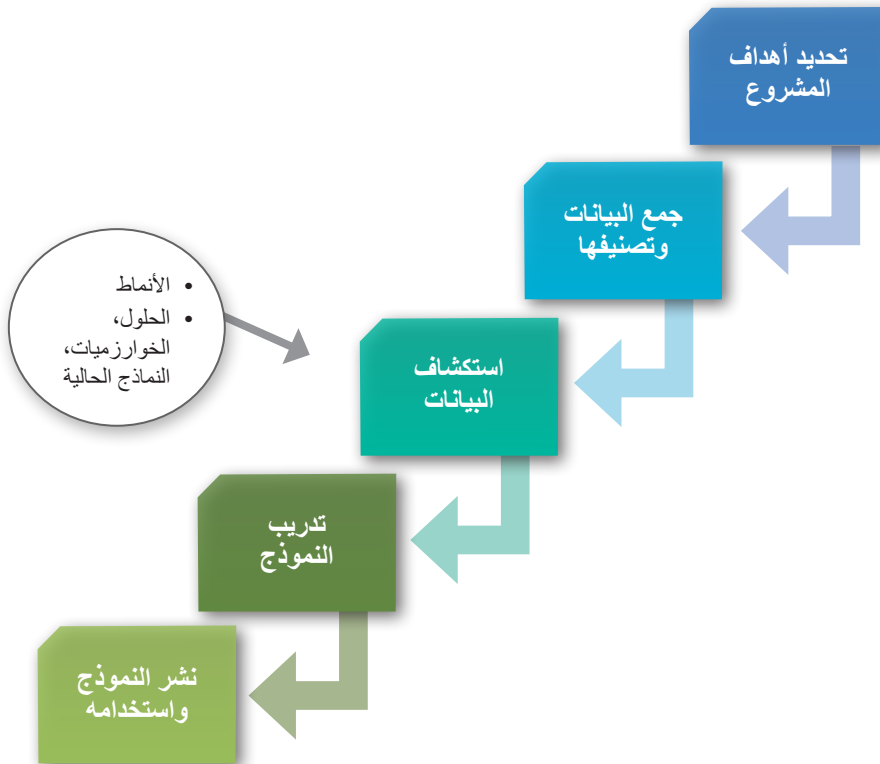 تحديد أهداف
المشروع
جمع البيانات
وتصنيفها
• الأنماط
• الحلول،
الخوارزميات،
النماذج الحالية
استكشاف
البيانات
تدريب
النموذج
نشر النموذج
واستخدامه